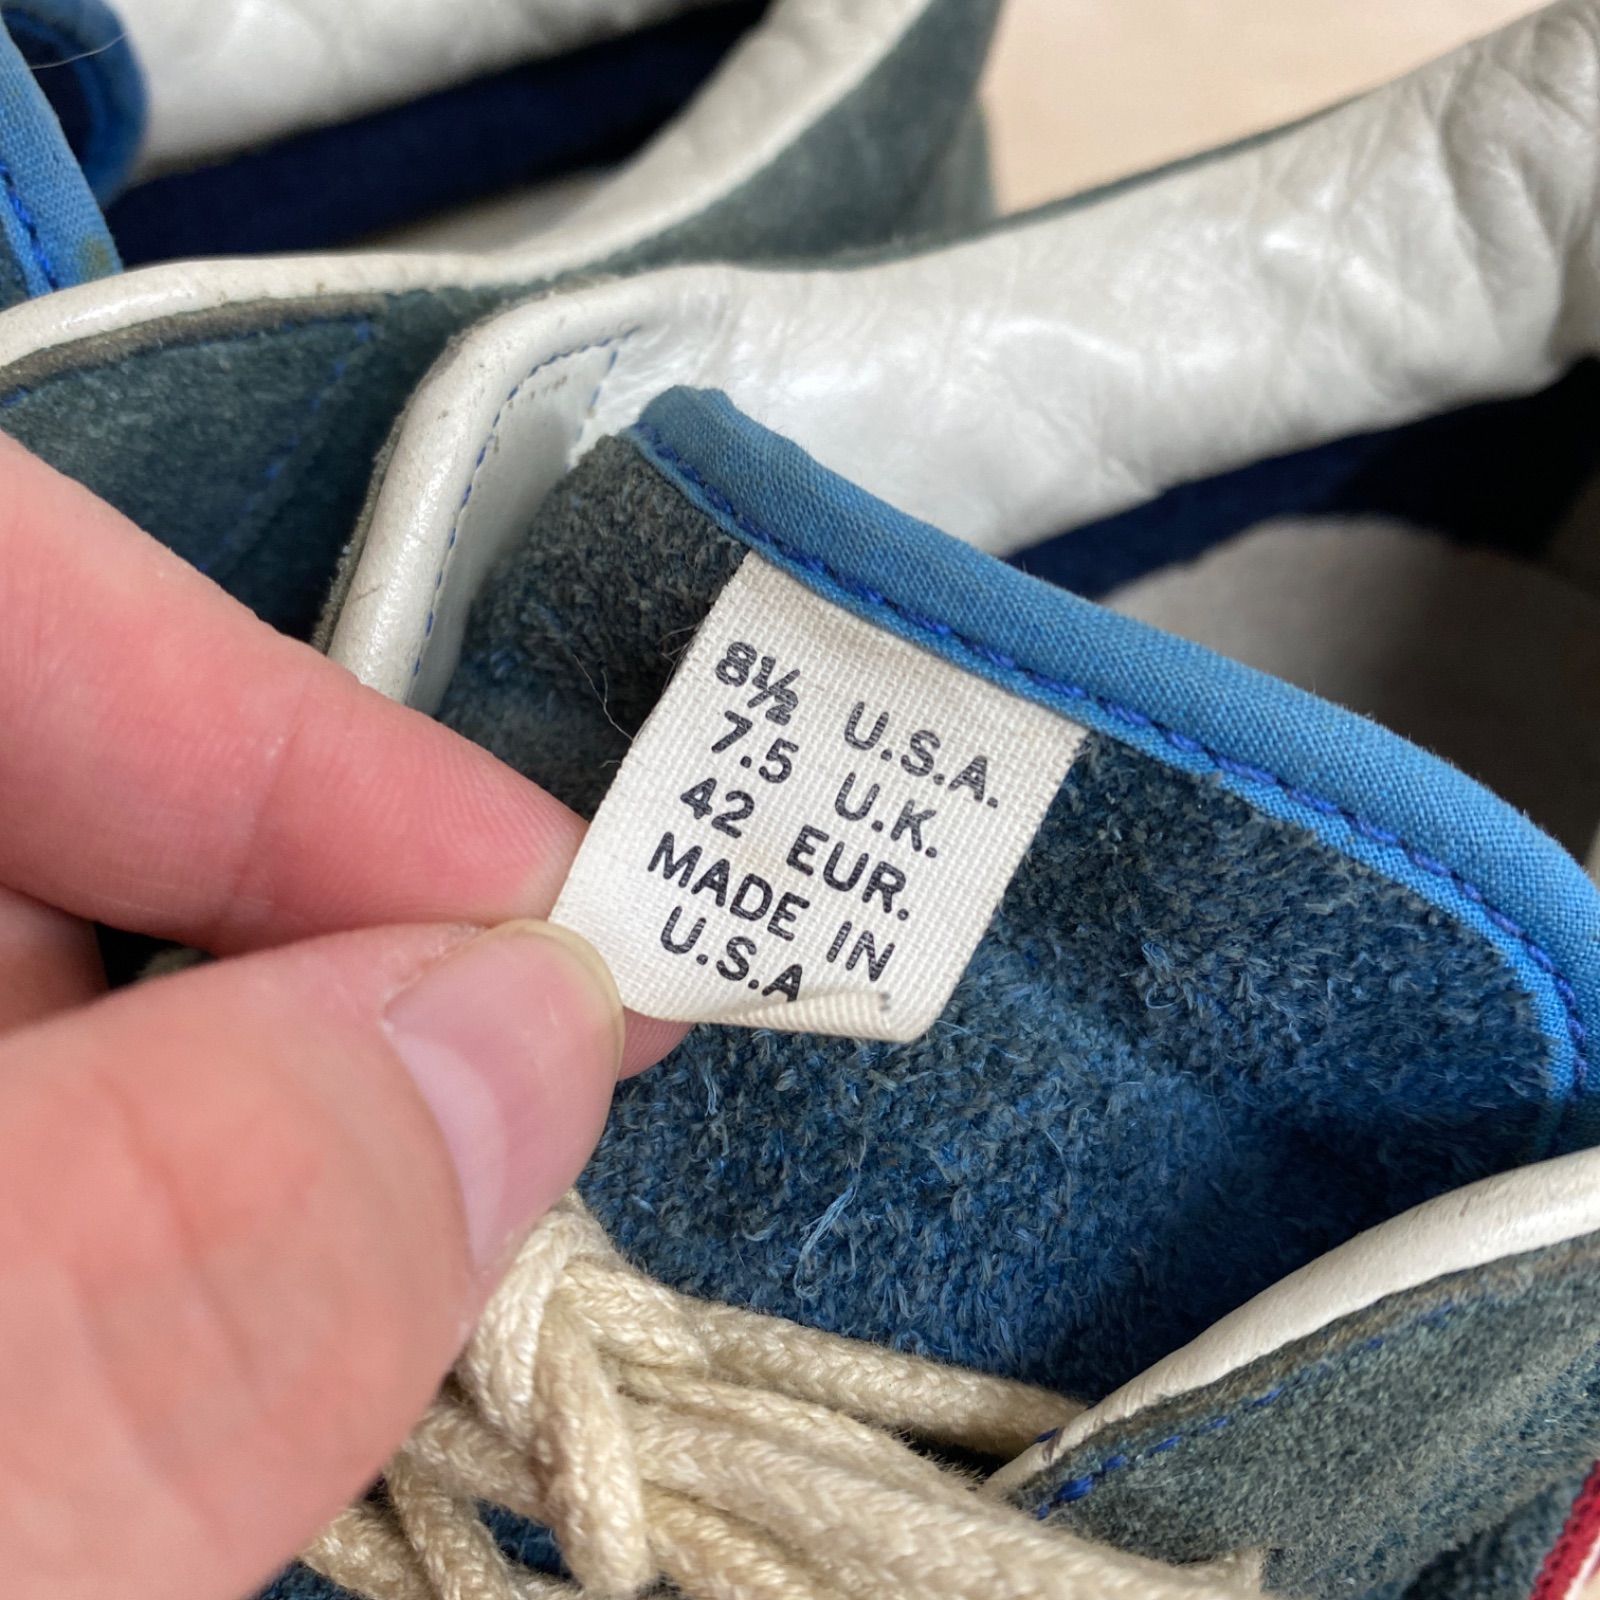 8½ U.S.A.
7.5 U.K.
42 EUR.
MADE IN
U.S.A